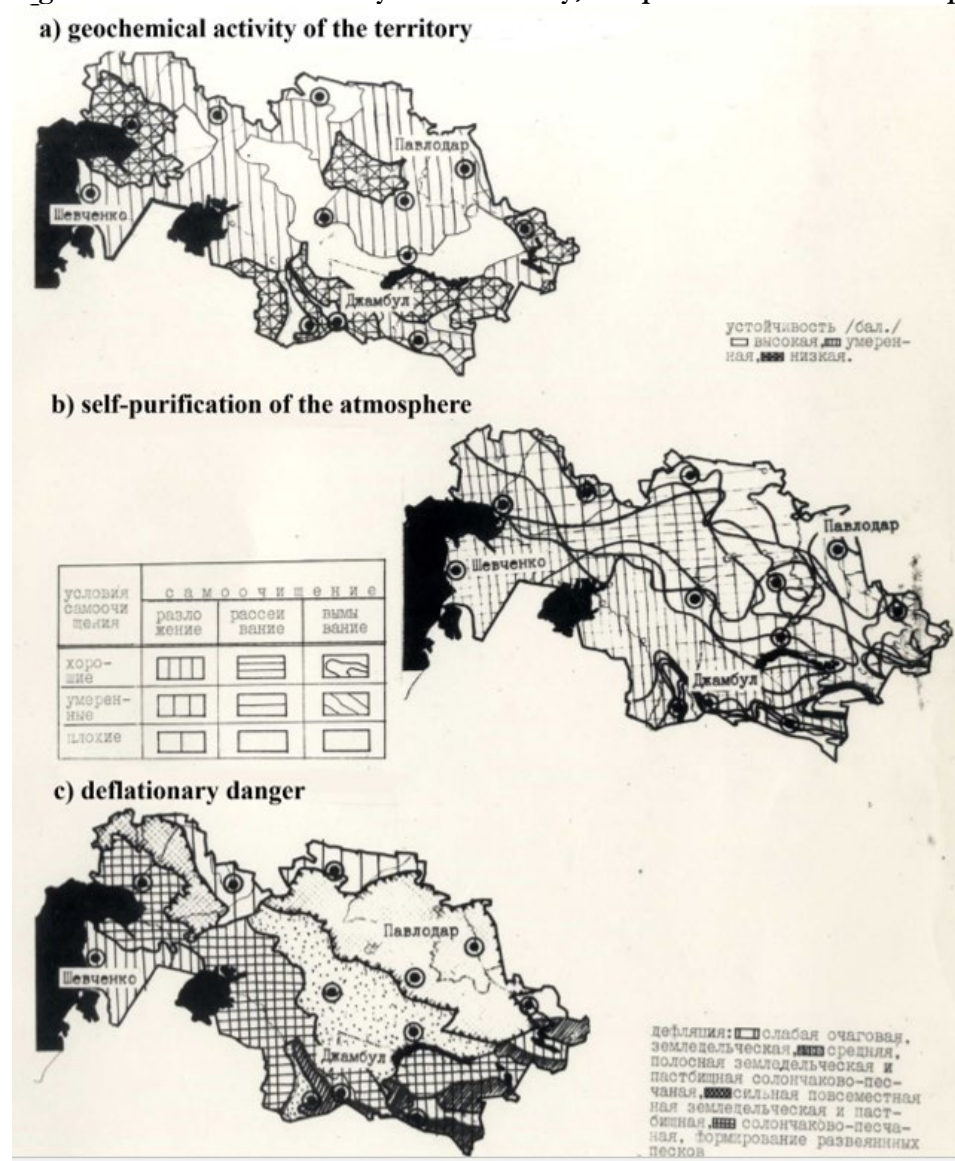 a) geochemical activity of the territory
Павлодар
Шевченко
Джамбул
устойчивость /бал./
высокая, умерен-
ная, низкая.
b) self-purification of the atmosphere
Павлодар
Шевченко
Джамбул
условия самоочи щения
самоочищение
разло жение
рассеи вание
вымы вание
хоро- шие
умерен- ные
плохие
c) deflationary danger
Павлодар
Шевченко
Джамбул
дефляция: слабая очаговая,
земледельческая, средняя,
полосная земледельческая и
пастбищная солончаково-пес-
чаная, сильная повсеместная
ная земледельческая и паст-
бищная, солончаково-песча-
ная, формирование развеяннных
песков